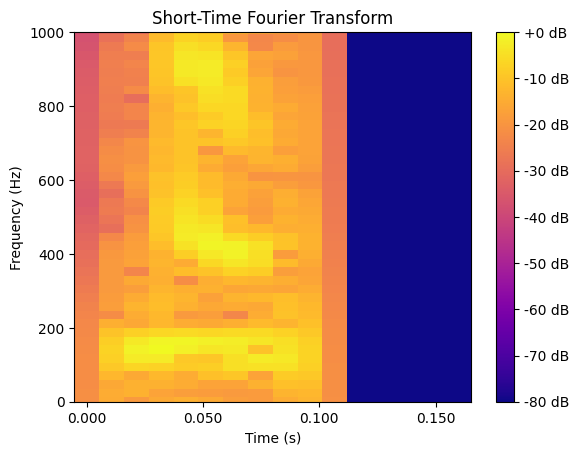 Short-Time Fourier Transform
1000
800
600
400
200
0
Frequency (Hz)
0.000
0.050
0.100
0.150
Time (s)
+0 dB
-10 dB
-20 dB
-30 dB
-40 dB
-50 dB
-60 dB
-70 dB
-80 dB